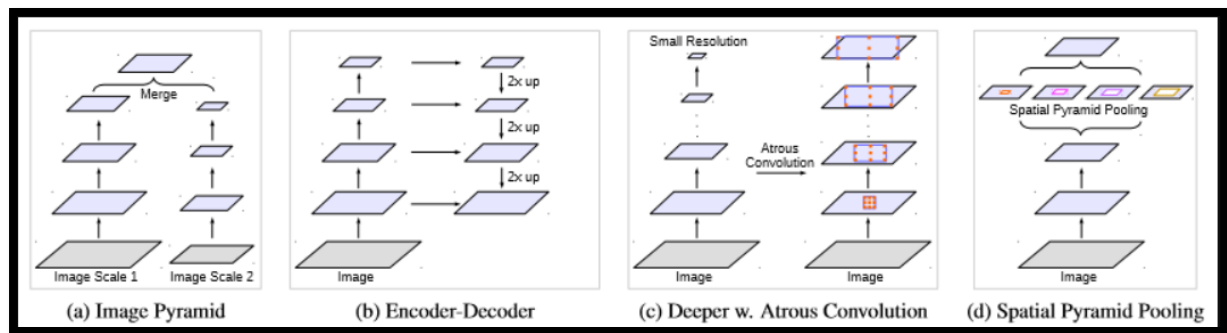 Merge
Image Scale 1
Image Scale 2
(a) Image Pyramid
2x up
2x up
2x up
Image
(b) Encoder-Decoder
Small Resolution
Atrous
Convolution
Image
Image
(c) Deeper w. Atrous Convolution
Spatial Pyramid Pooling
Image
(d) Spatial Pyramid Pooling